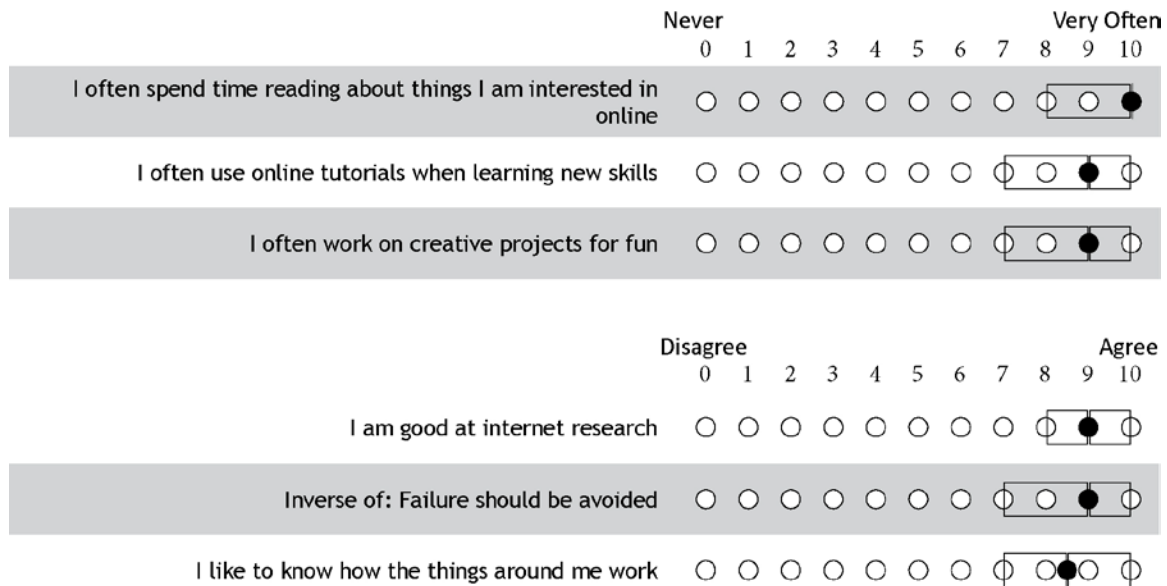 Never Very Often
0 1 2 3 4 5 6 7 8 9 10
I often spend time reading about things I am interested in
online
I often use online tutorials when learning new skills
I often work on creative projects for fun
Disagree Agree
0 1 2 3 4 5 6 7 8 9 10
I am good at internet research
Inverse of: Failure should be avoided
I like to know how the things around me work